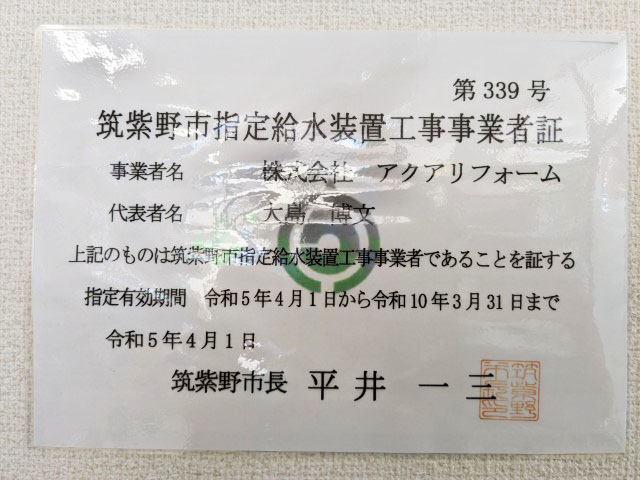 第 339 号
筑紫野市指定給水装置工事事業者証
事業者名 株式会社 アクアリフォーム
代表者名 大島 博文
上記のものは筑紫野市指定給水装置工事事業者であることを証する
指定有効期間 令和5年4月1日から令和10年3月31日まで
令和5年4月1日
筑紫野市長 平井 一三